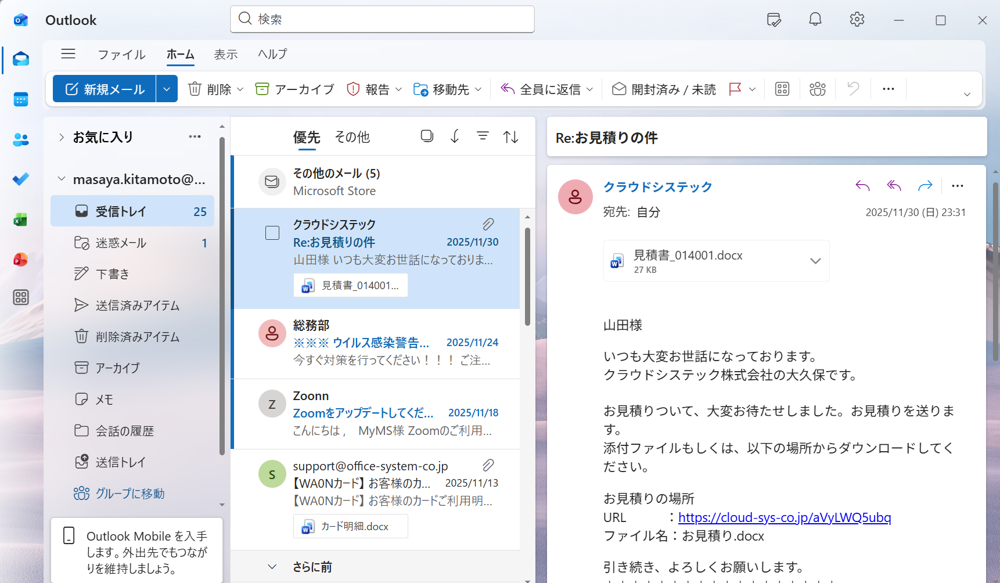 Outlook
検索
ファイル
ホーム
表示
ヘルプ
新規メール
削除
アーカイブ
報告
移動先
全員に返信
開封済み / 未読
お気に入り
masaya.kitamoto@...
受信トレイ 25
迷惑メール 1
下書き
送信済みアイテム
削除済みアイテム
アーカイブ
メモ
会話の履歴
送信トレイ
グループに移動
Outlook Mobile を入手
します。外出先でもつなが
りを維持しましょう。
優先 その他
その他のメール (5)
Microsoft Store
クラウドシステック
Re:お見積りの件 2025/11/30
山田様 いつも大変お世話になっておりま...
見積書_014001...
総務部
※※※ ウイルス感染警告... 2025/11/24
今すぐ対策を行ってください！！！ ご注...
Z
Zoonn
Zoomをアップデートしてくだ... 2025/11/18
こんにちは， MyMS様 Zoomのご利用...
S
support@office-system-co.jp
【WA0Nカード】 お客様のカ... 2025/11/13
【WA0Nカード】 お客様のカードご利用明...
カード明細.docx
さらに前
Re:お見積りの件
クラウドシステック
宛先: 自分
2025/11/30 (日) 23:31
見積書_014001.docx
27 KB
山田様
いつも大変お世話になっております。
クラウドシステック株式会社の大久保です。
お見積りついて、大変お待たせしました。お見積りを送りま
す。
添付ファイルもしくは、以下の場所からダウンロードしてく
ださい。
お見積りの場所
URL ：https://cloud-sys-co.jp/aVyLWQ5ubq
ファイル名：お見積り.docx
引き続き、よろしくお願いします。